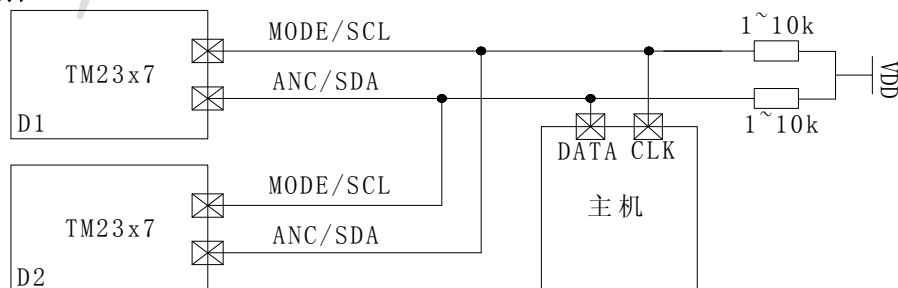 MODE/SCL
1~10k
TM23x7
ANC/SDA
VDD
D1
1~10k
DATA CLK
MODE/SCL
主机
TM23x7
ANC/SDA
D2